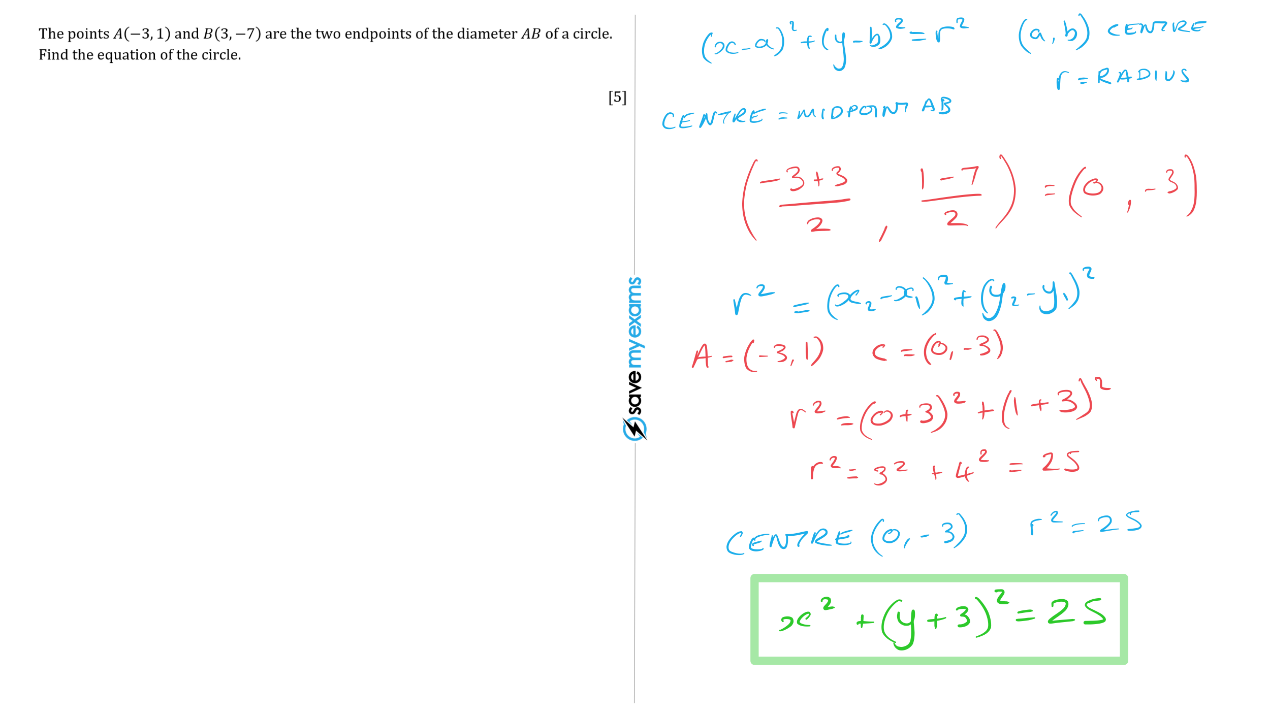 The points A(−3, 1) and B(3, −7) are the two endpoints of the diameter AB of a circle.
Find the equation of the circle.
[5]
savemyexams
(x-a)² + (y-b)² = r² (a, b) CENTRE
r = RADIUS
CENTRE = MIDPOINT AB
((-3+3)/2 , (1-7)/2) = (0, -3)
r² = (x₂-x₁)² + (y₂-y₁)²
A = (-3, 1) C = (0, -3)
r² = (0+3)² + (1+3)²
r² = 3² + 4² = 25
CENTRE (0, -3) r² = 25
x² + (y+3)² = 25